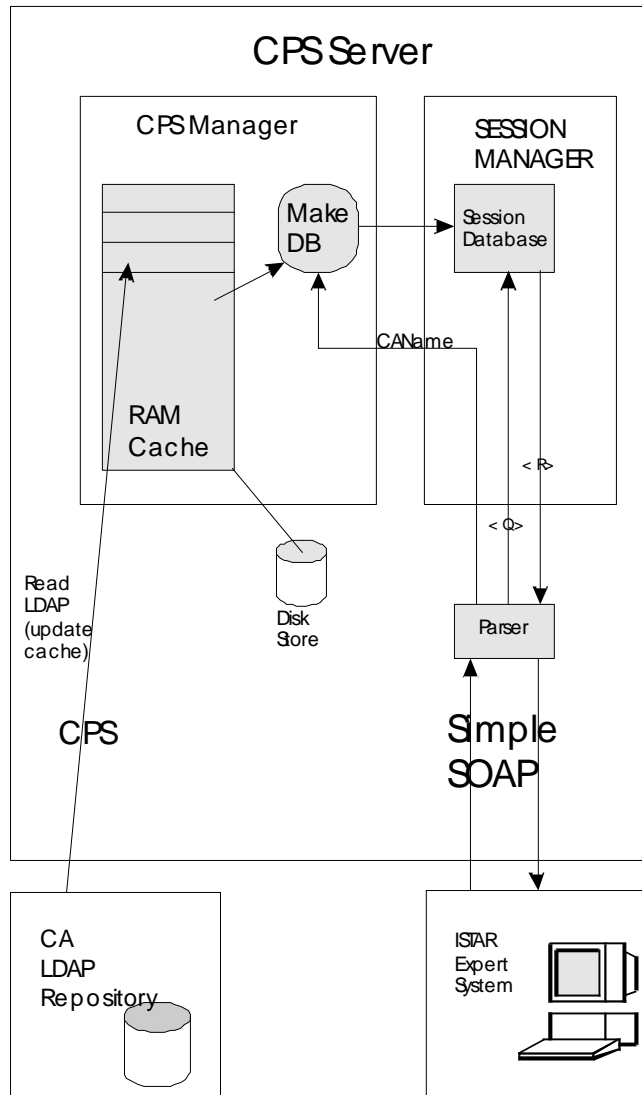 CPS Server
CPS Manager
SESSION
MANAGER
Make
DB
Session
Database
CAName
RAM
Cache
< R>
< Q>
Read
LDAP
(update
cache)
Disk
Store
Parser
CPS
Simple
SOAP
CA
LDAP
Repository
ISTAR
Expert
System